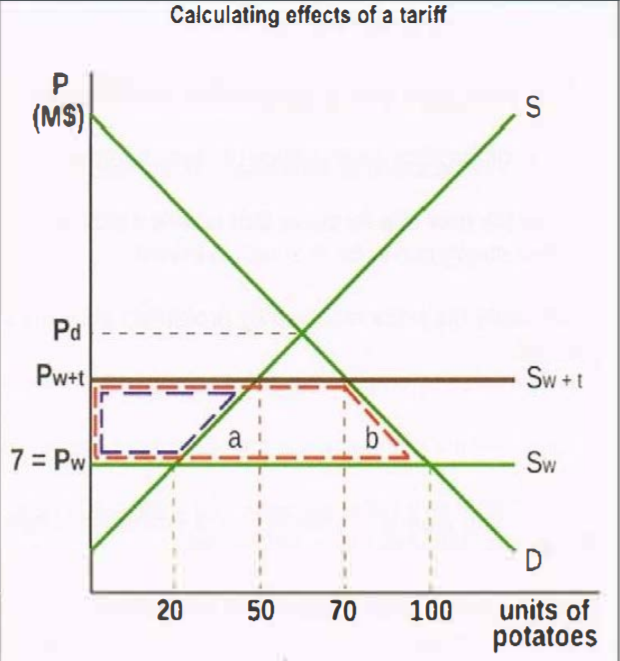 Calculating effects of a tariff
P
(M$)
S
Pd
Pw+t
Sw + t
a
b
7 = Pw
Sw
D
20 50 70 100 units of
potatoes